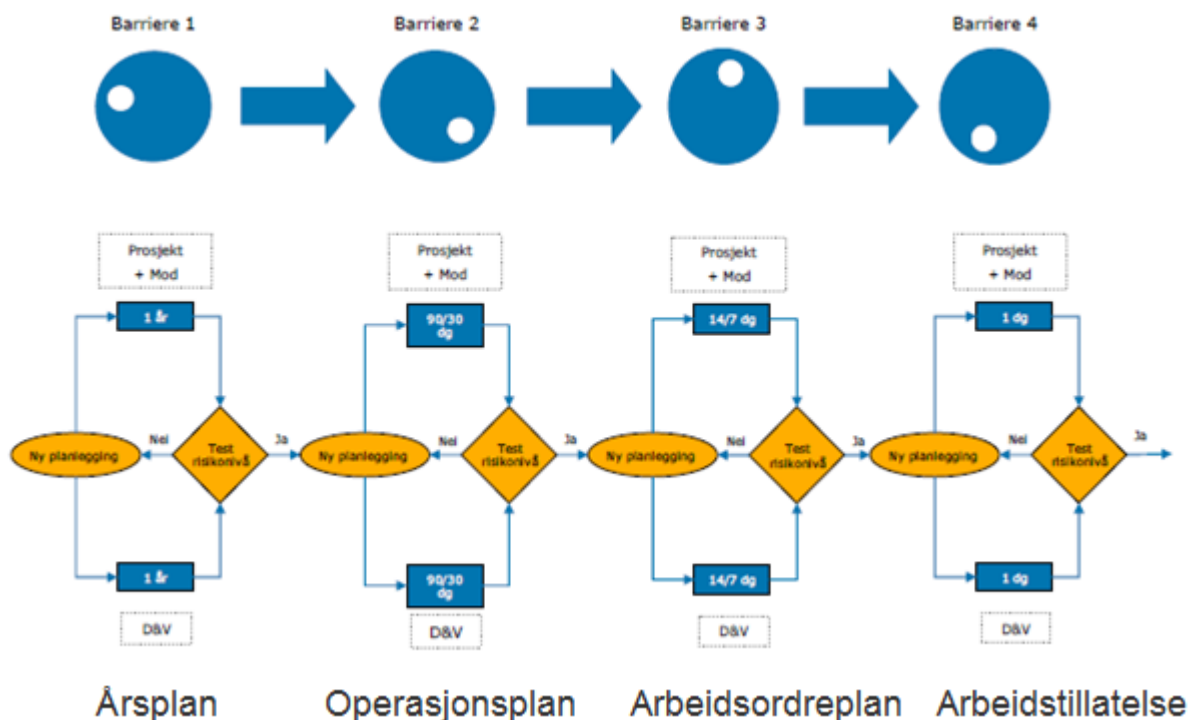 Barriere 1
Barriere 2
Barriere 3
Barriere 4
Prosjekt
+ Mod
Prosjekt
+ Mod
Prosjekt
+ Mod
Prosjekt
+ Mod
1 år
90/30
dg
14/7 dg
1 dg
Ny planlegging
Nei
Test
risikonivå
Ja
Ny planlegging
Nei
Test
risikonivå
Ja
Ny planlegging
Nei
Test
risikonivå
Ja
Ny planlegging
Nei
Test
risikonivå
Ja
1 år
90/30
dg
14/7 dg
1 dg
D&V
D&V
D&V
D&V
Årsplan
Operasjonsplan
Arbeidsordreplan
Arbeidstillatelse